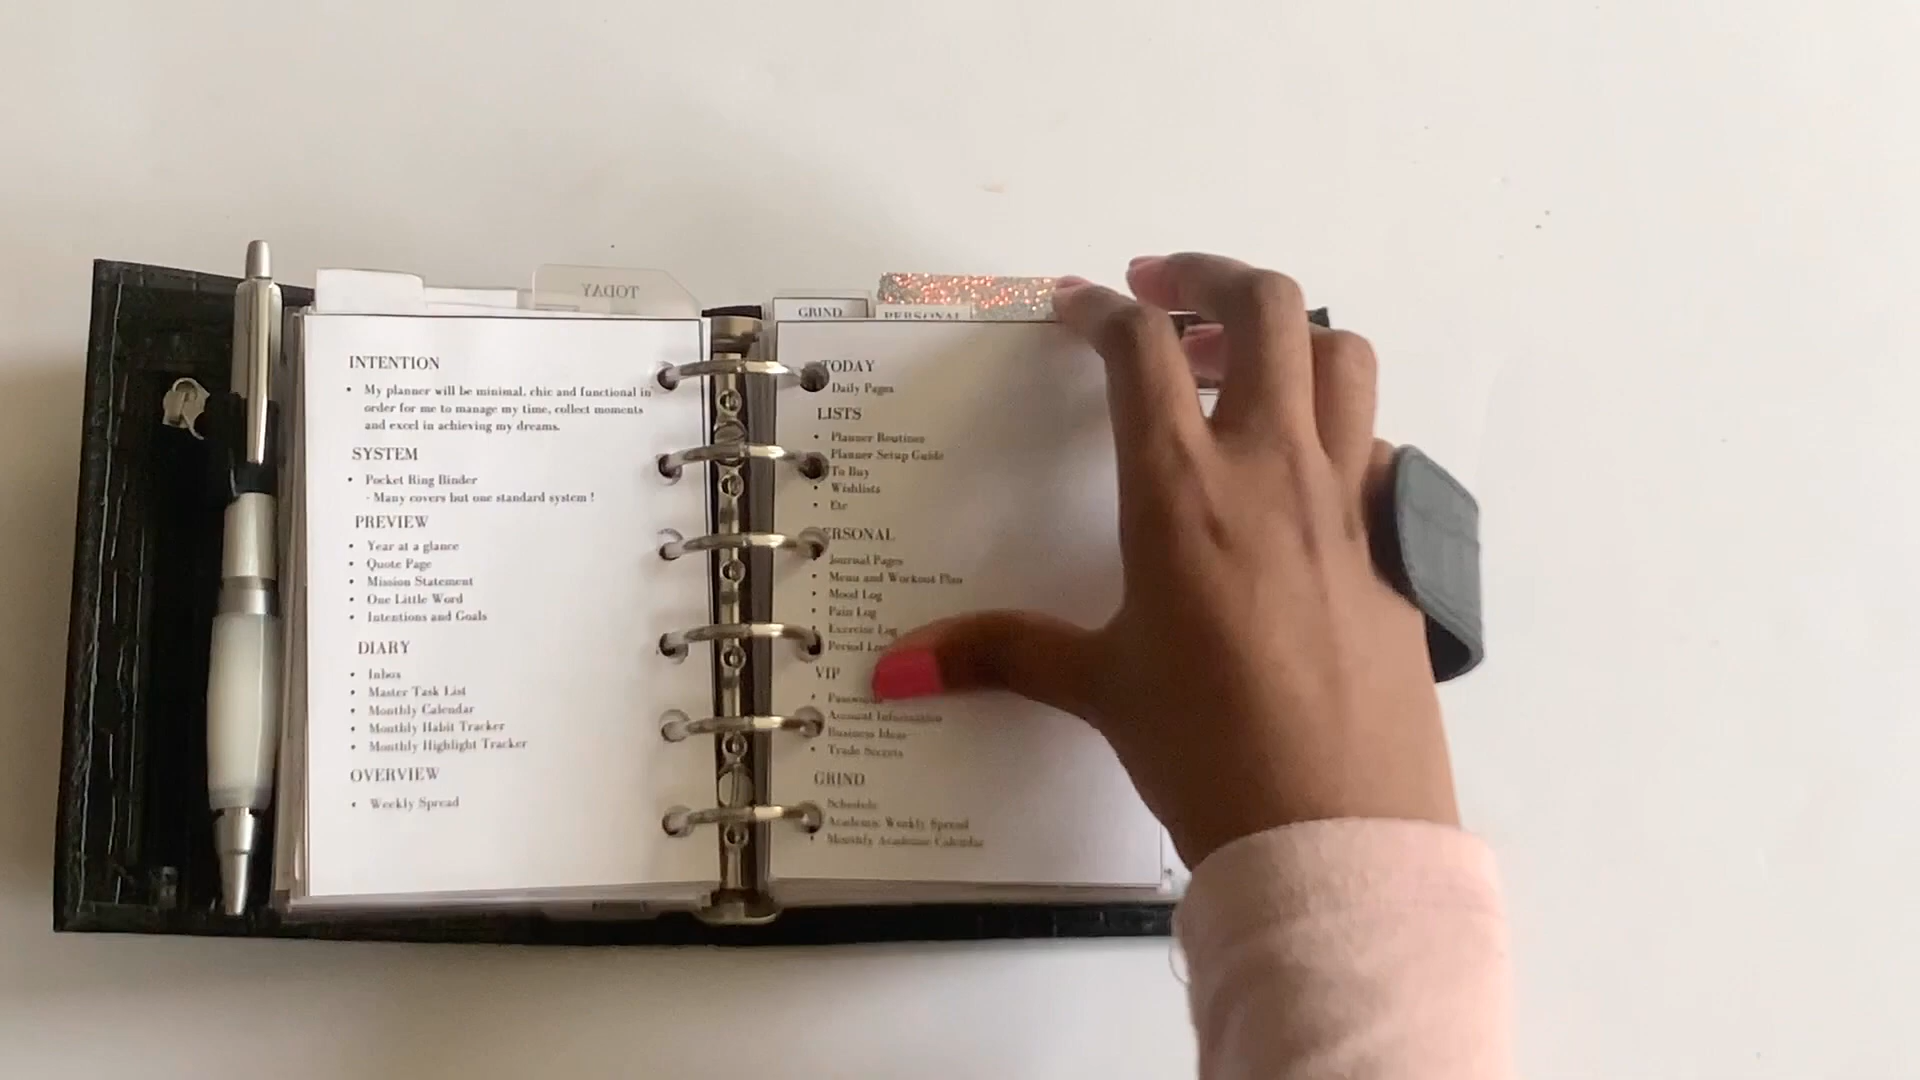 TODAY
GRIND
PERSONAL
INTENTION
• My planner will be minimal, chic and functional in
order for me to manage my time, collect moments
and excel in achieving my dreams.
SYSTEM
• Pocket Ring Binder
- Many covers but one standard system !
PREVIEW
• Year at a glance
• Quote Page
• Mission Statement
• One Little Word
• Intentions and Goals
DIARY
• Inbox
• Master Task List
• Monthly Calendar
• Monthly Habit Tracker
• Monthly Highlight Tracker
OVERVIEW
• Weekly Spread
TODAY
Daily Pages
LISTS
• Planner Routines
Planner Setup Guide
To Buy
• Wishlists
• Etc
ERSONAL
Journal Pages
• Menu and Workout Plan
• Mood Log
• Pain Log
• Exercise Log
Period
VIP
• Account Information
• Business Ideas
• Trade Secrets
GRIND
Schedule
Academic Weekly Spread
• Monthly Academic Calendar